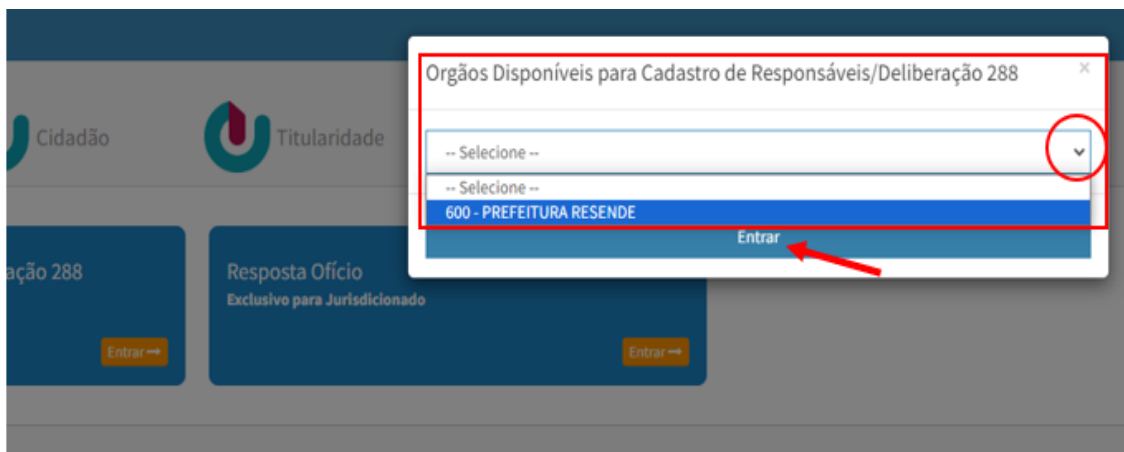 Orgãos Disponíveis para Cadastro de Responsáveis/Deliberação 288
×
Cidadão
Titularidade
-- Selecione --
-- Selecione --
600 - PREFEITURA RESENDE
Entrar
ação 288
Entrar→
Resposta Ofício
Exclusivo para Jurisdicionado
Entrar→